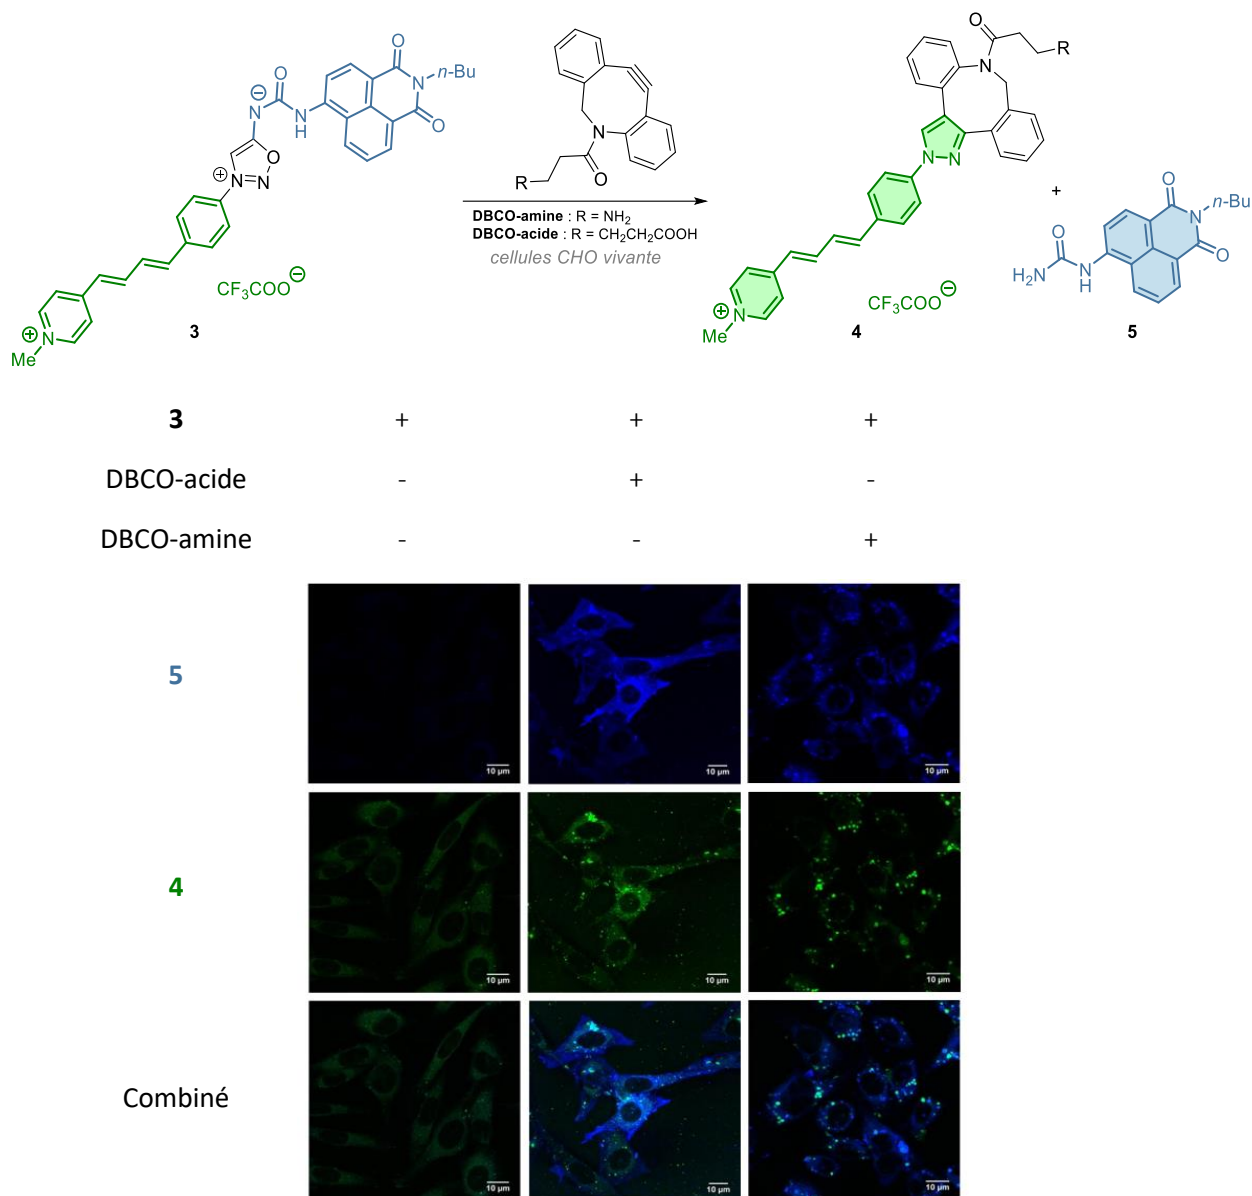 O
O
R
O
N
n-Bu
⊖
N
N
H
O
N
O
N
⊕
N
N
O
R
O
N
N
DBCO-amine : R = NH₂
DBCO-acide : R = CH₂CH₂COOH
cellules CHO vivante
+
O
N
n-Bu
O
O
H₂N
N
H
CF₃COO⊖
CF₃COO⊖
⊕
N
Me
3
⊕
N
Me
4
5
3 + + +
DBCO-acide - + -
DBCO-amine - - +
5
10 µm 10 µm 10 µm
4
10 µm 10 µm 10 µm
Combiné
10 µm 10 µm 10 µm